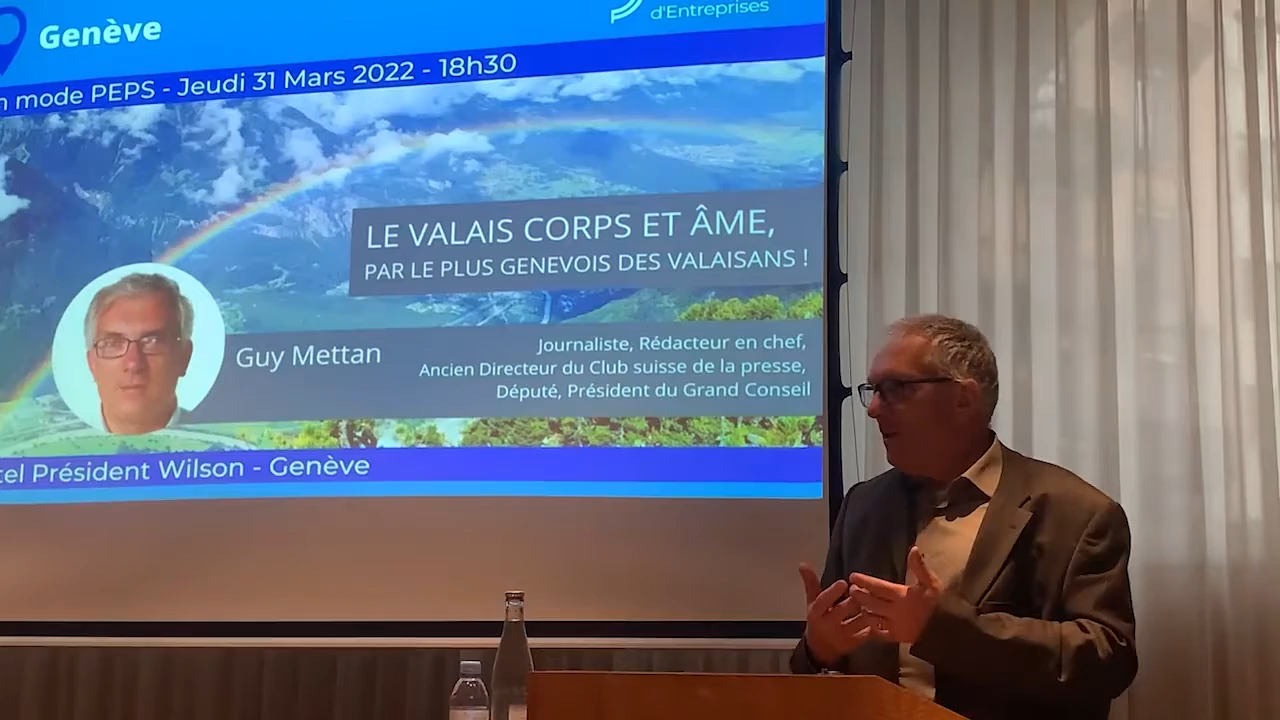 Genève
d'Entreprises
mode PEPS - Jeudi 31 Mars 2022 - 18h30
LE VALAIS CORPS ET ÂME,
PAR LE PLUS GENEVOIS DES VALAISANS !
Guy Mettan
Journaliste, Rédacteur en chef,
Ancien Directeur du Club suisse de la presse,
Député, Président du Grand Conseil
Président Wilson - Genève